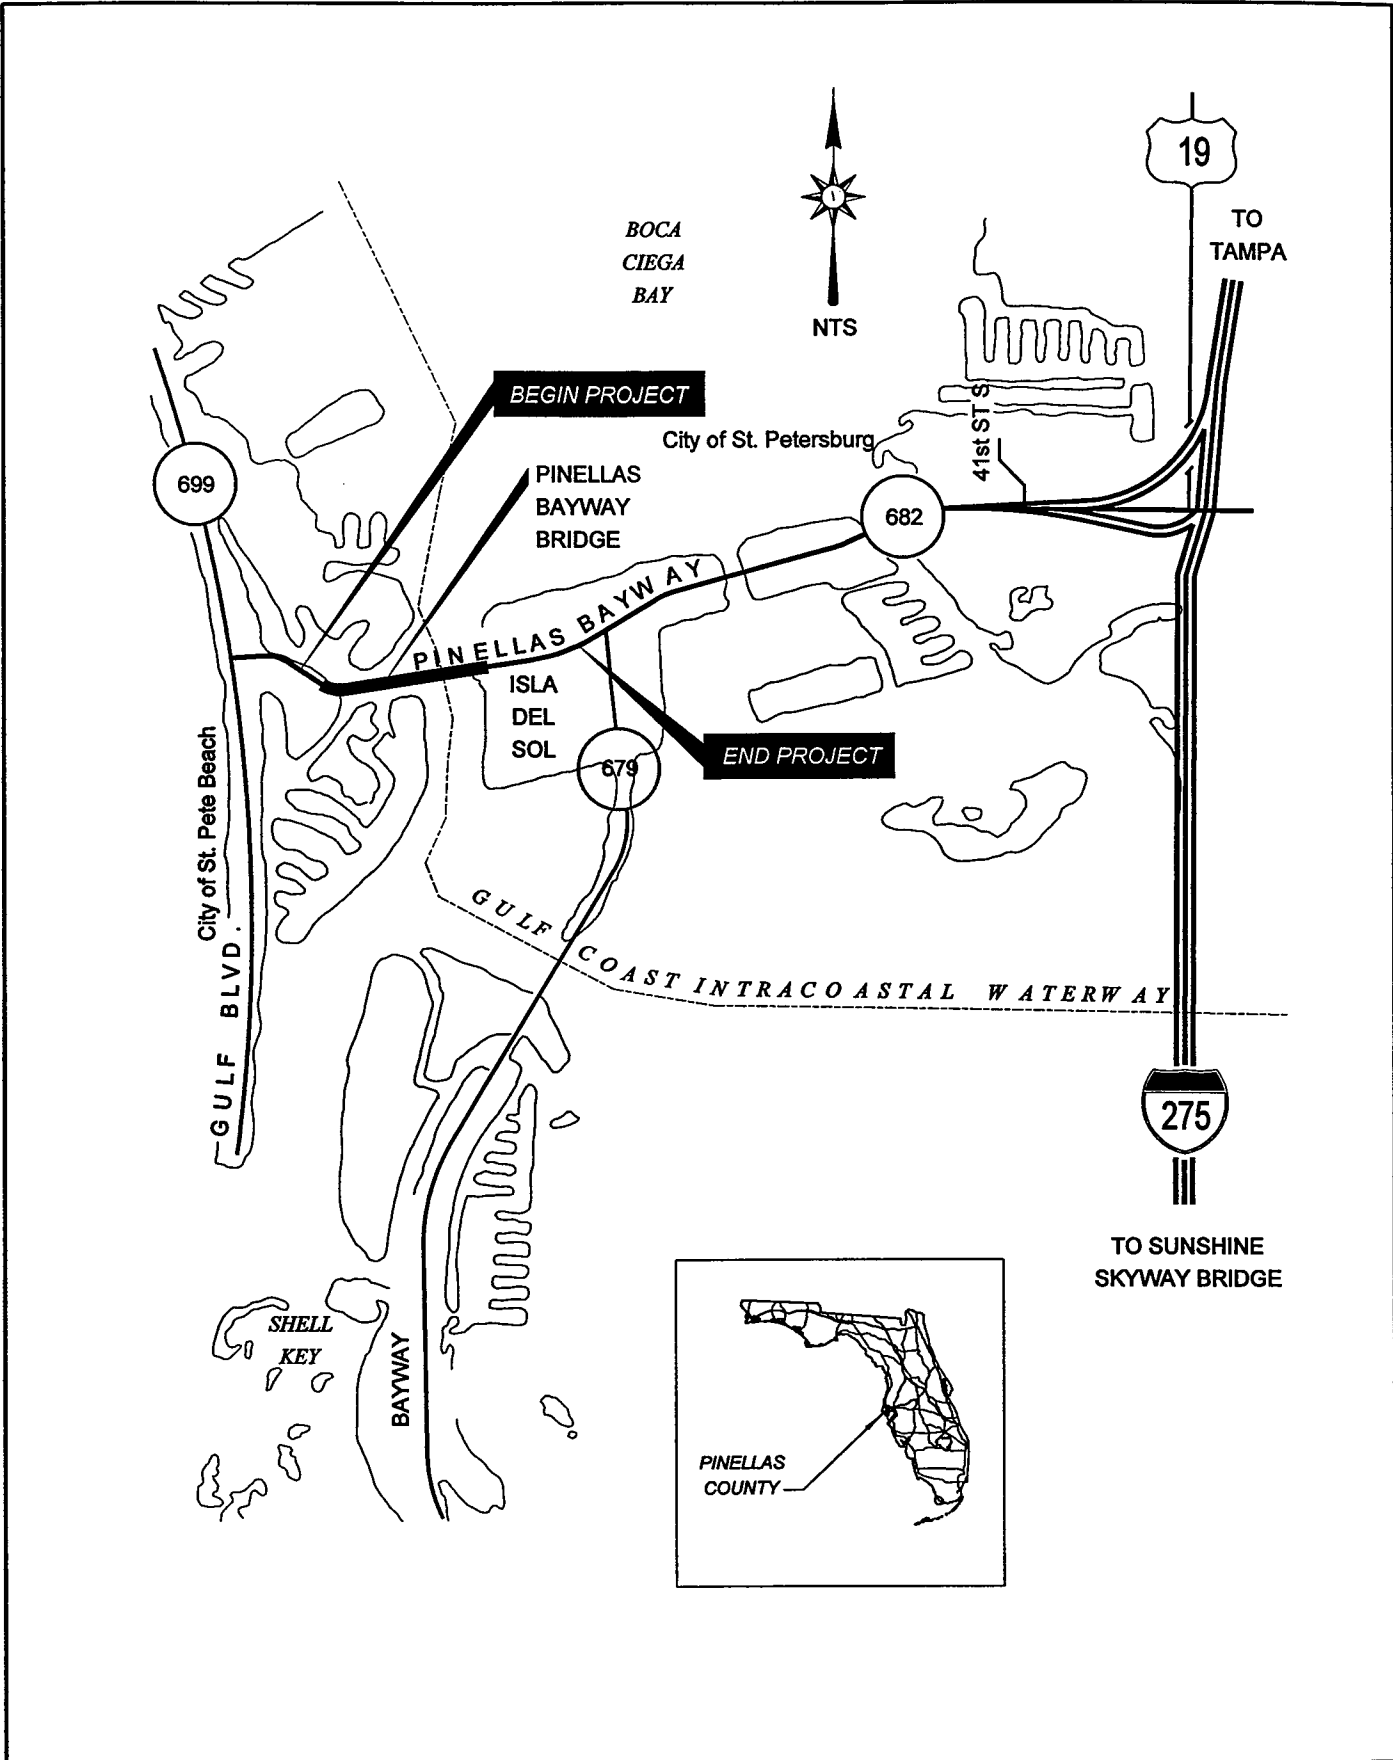 19
TO
TAMPA
BOCA
CIEGA
BAY
NTS
BEGIN PROJECT
City of St. Petersburg
41st ST S
PINELLAS
BAYWAY
BRIDGE
699
682
PINELLAS BAYWAY
ISLA
DEL
SOL
END PROJECT
679
City of St. Pete Beach
GULF BLVD.
GULF COAST INTRACOASTAL WATERWAY
275
TO SUNSHINE
SKYWAY BRIDGE
SHELL
KEY
BAYWAY
PINELLAS
COUNTY